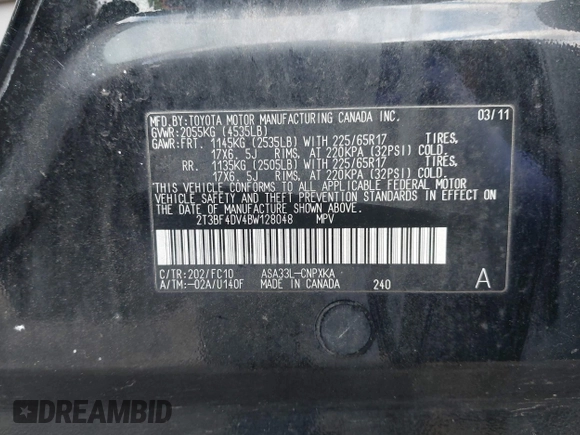 MFD.BY:TOYOTA MOTOR MANUFACTURING CANADA INC. 03/11
GVWR:2055KG (4535LB)
GAWR:FRT. 1145KG (2535LB) WITH 225/65R17 TIRES,
17X6. 5J RIMS, AT 220KPA (32PSI) COLD.
RR. 1135KG (2505LB) WITH 225/65R17 TIRES,
17X6. 5J RIMS, AT 220KPA (32PSI) COLD.
THIS VEHICLE CONFORMS TO ALL APPLICABLE FEDERAL MOTOR
VEHICLE SAFETY AND THEFT PREVENTION STANDARDS IN EFFECT ON
THE DATE OF MANUFACTURE SHOWN ABOVE.
2T3BF4DV4BW128048 MPV
C/TR:202/FC10 ASA33L-CNPXKA
A/TM:-02A/U140F MADE IN CANADA 240 A
DREAMBID